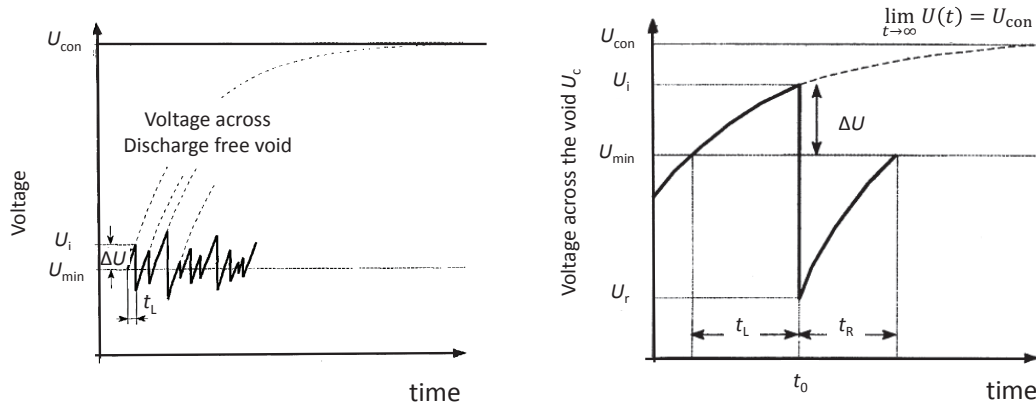 U_con
Voltage across
Discharge free void
Voltage
U_i
ΔU
U_min
t_L
time
lim U(t) = U_con
t→∞
U_con
U_i
ΔU
U_min
Voltage across the void U_c
U_r
t_L
t_R
t_0
time